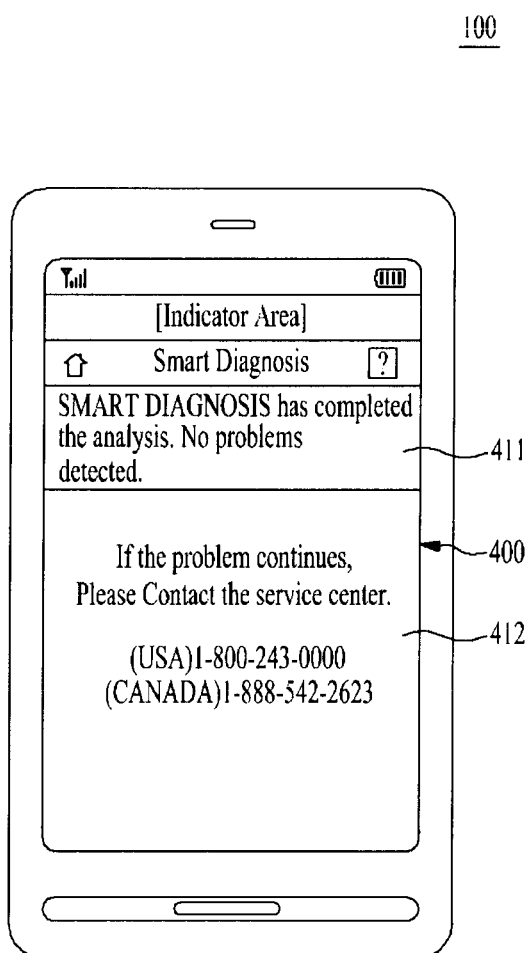 100
[Indicator Area]
Smart Diagnosis ?
SMART DIAGNOSIS has completed
the analysis. No problems
detected.
411
400
If the problem continues,
Please Contact the service center.
412
(USA)1-800-243-0000
(CANADA)1-888-542-2623